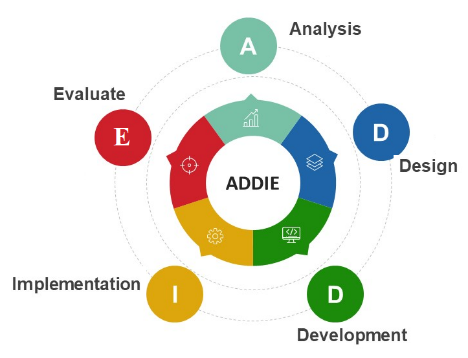 A
Analysis
D
Design
D
Development
I
Implementation
E
Evaluate
ADDIE